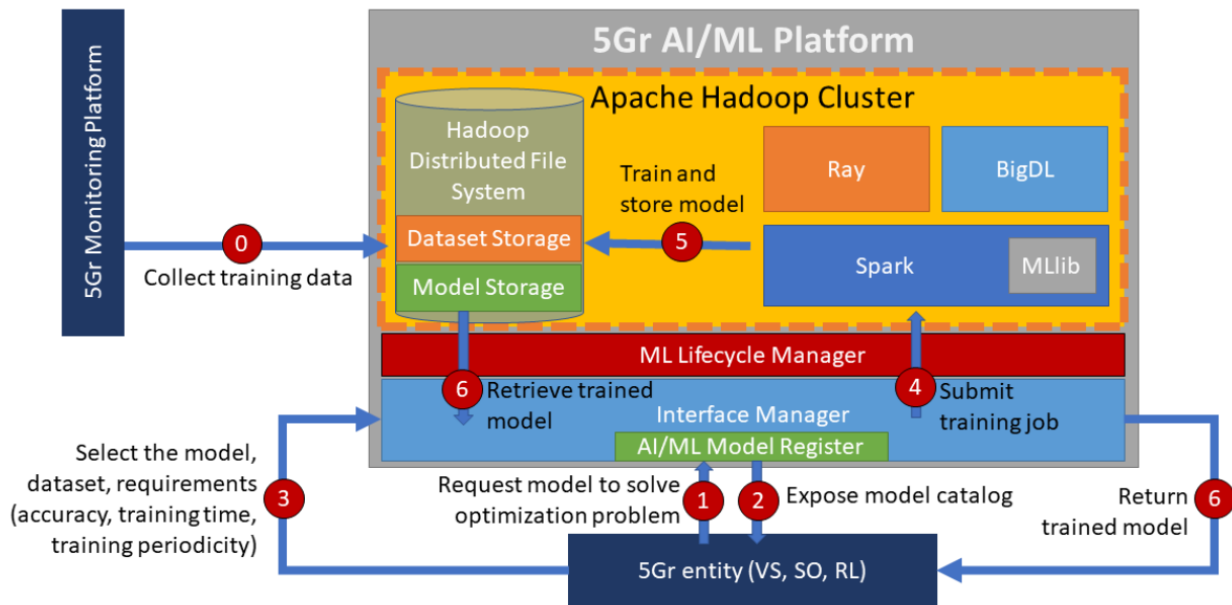 5Gr AI/ML Platform
5Gr Monitoring Platform
Apache Hadoop Cluster
Hadoop
Distributed File
System
Dataset Storage
Model Storage
Train and
store model
5
Ray
BigDL
Spark
MLlib
0
Collect training data
ML Lifecycle Manager
6
Retrieve trained
model
Interface Manager
4
Submit
training job
AI/ML Model Register
Select the model,
dataset, requirements
(accuracy, training time,
training periodicity)
3
Request model to solve
optimization problem
1
2
Expose model catalog
Return
trained model
6
5Gr entity (VS, SO, RL)